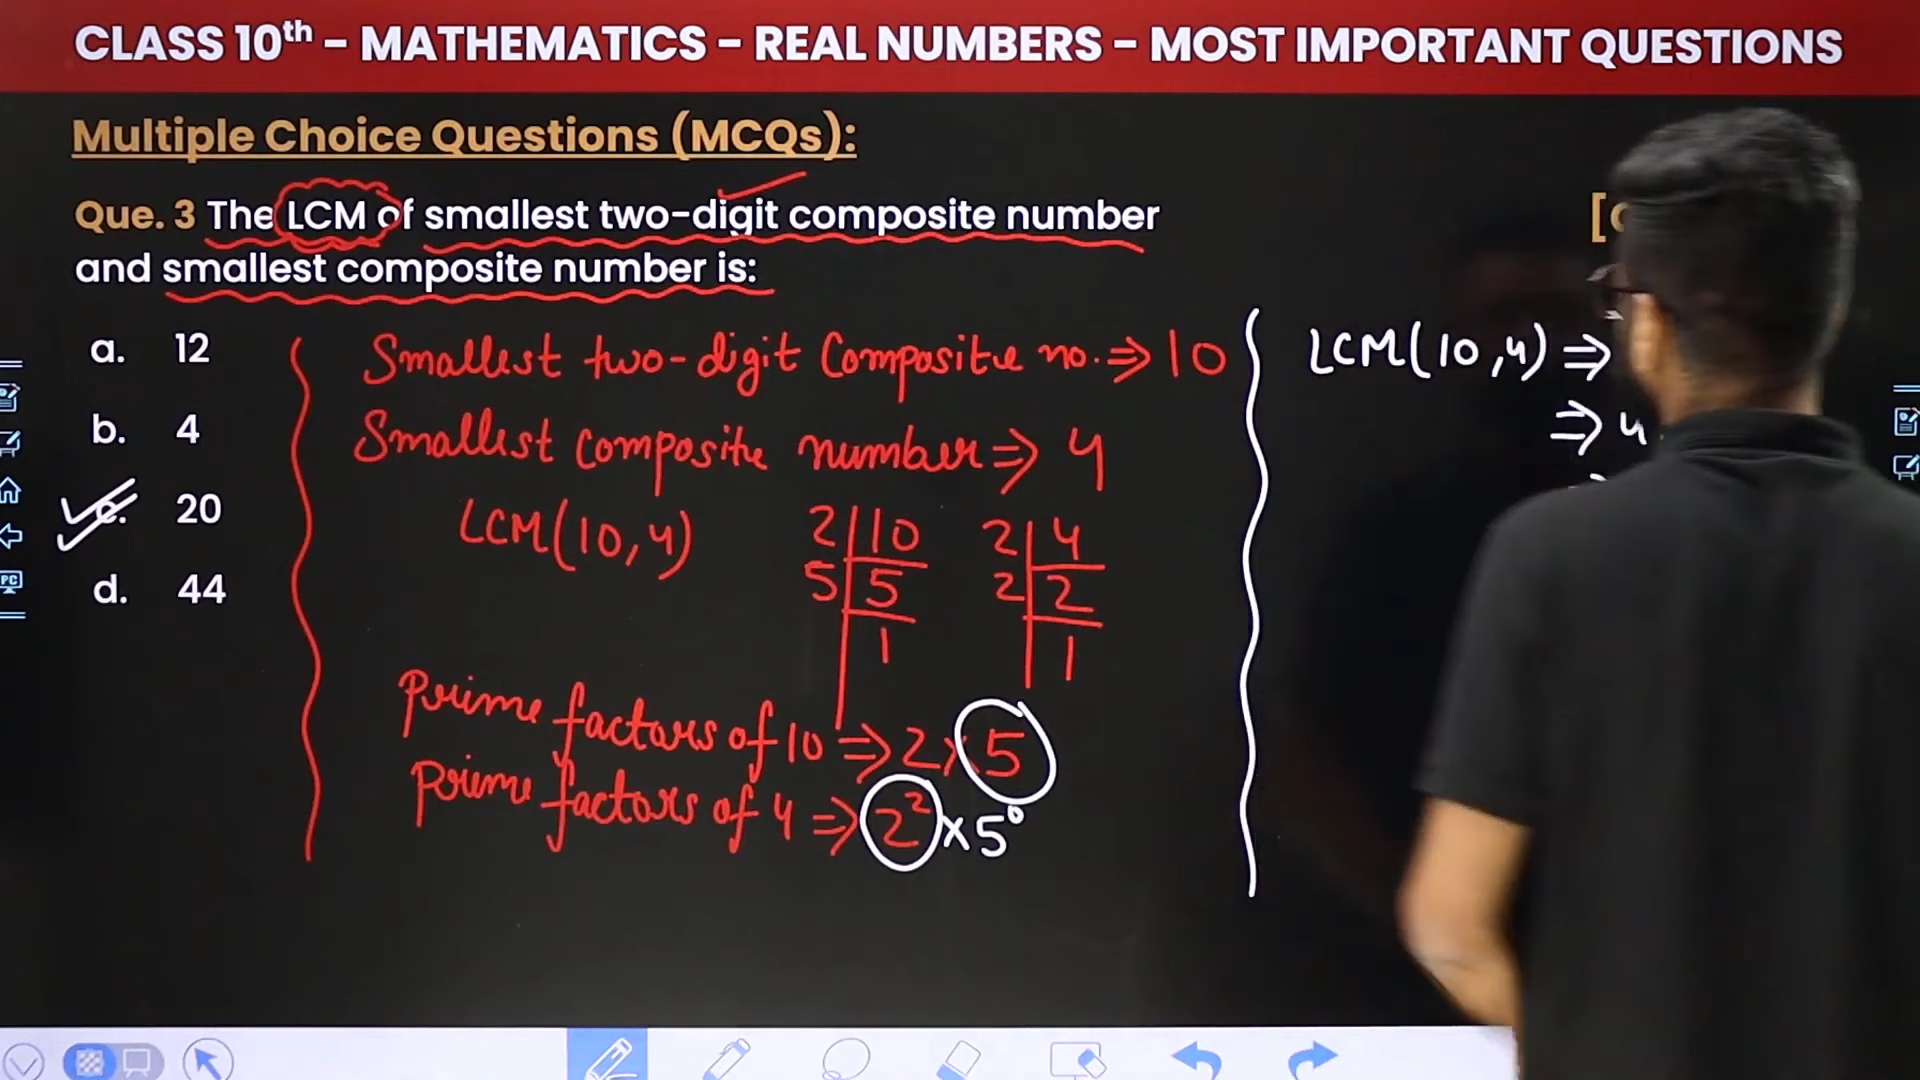 CLASS 10th - MATHEMATICS - REAL NUMBERS - MOST IMPORTANT QUESTIONS
Multiple Choice Questions (MCQs):
Que. 3 The LCM of smallest two-digit composite number
and smallest composite number is:
a. 12
b. 4
c. 20
d. 44
Smallest two-digit Composite no. ⇒ 10
Smallest composite number ⇒ 4
LCM(10,4)
2 | 10
5 | 5
1
2 | 4
2 | 2
1
Prime factors of 10 ⇒ 2 × 5
Prime factors of 4 ⇒ 2² × 5⁰
LCM(10,4) ⇒
⇒ 4
PC